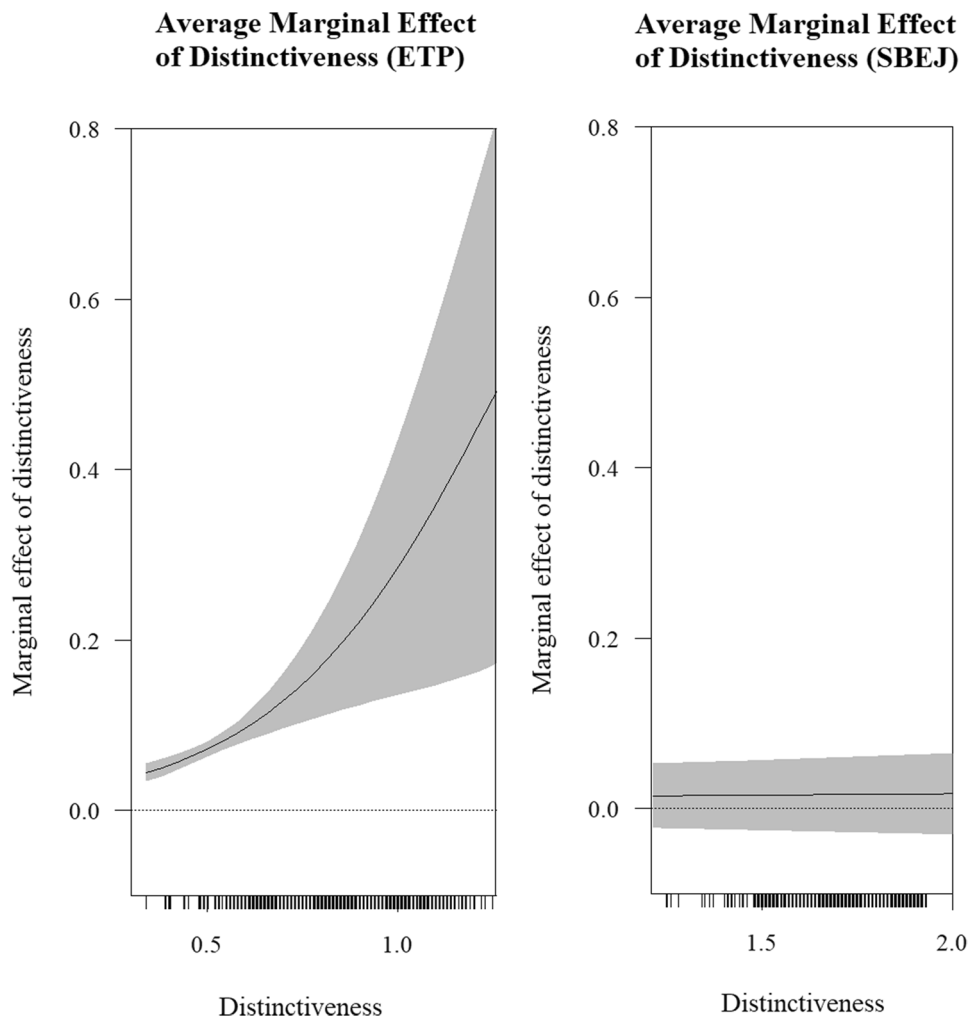 Average Marginal Effect
of Distinctiveness (ETP)
Marginal effect of distinctiveness
0.8
0.6
0.4
0.2
0.0
0.5
1.0
Distinctiveness
Average Marginal Effect
of Distinctiveness (SBEJ)
Marginal effect of distinctiveness
0.8
0.6
0.4
0.2
0.0
1.5
2.0
Distinctiveness